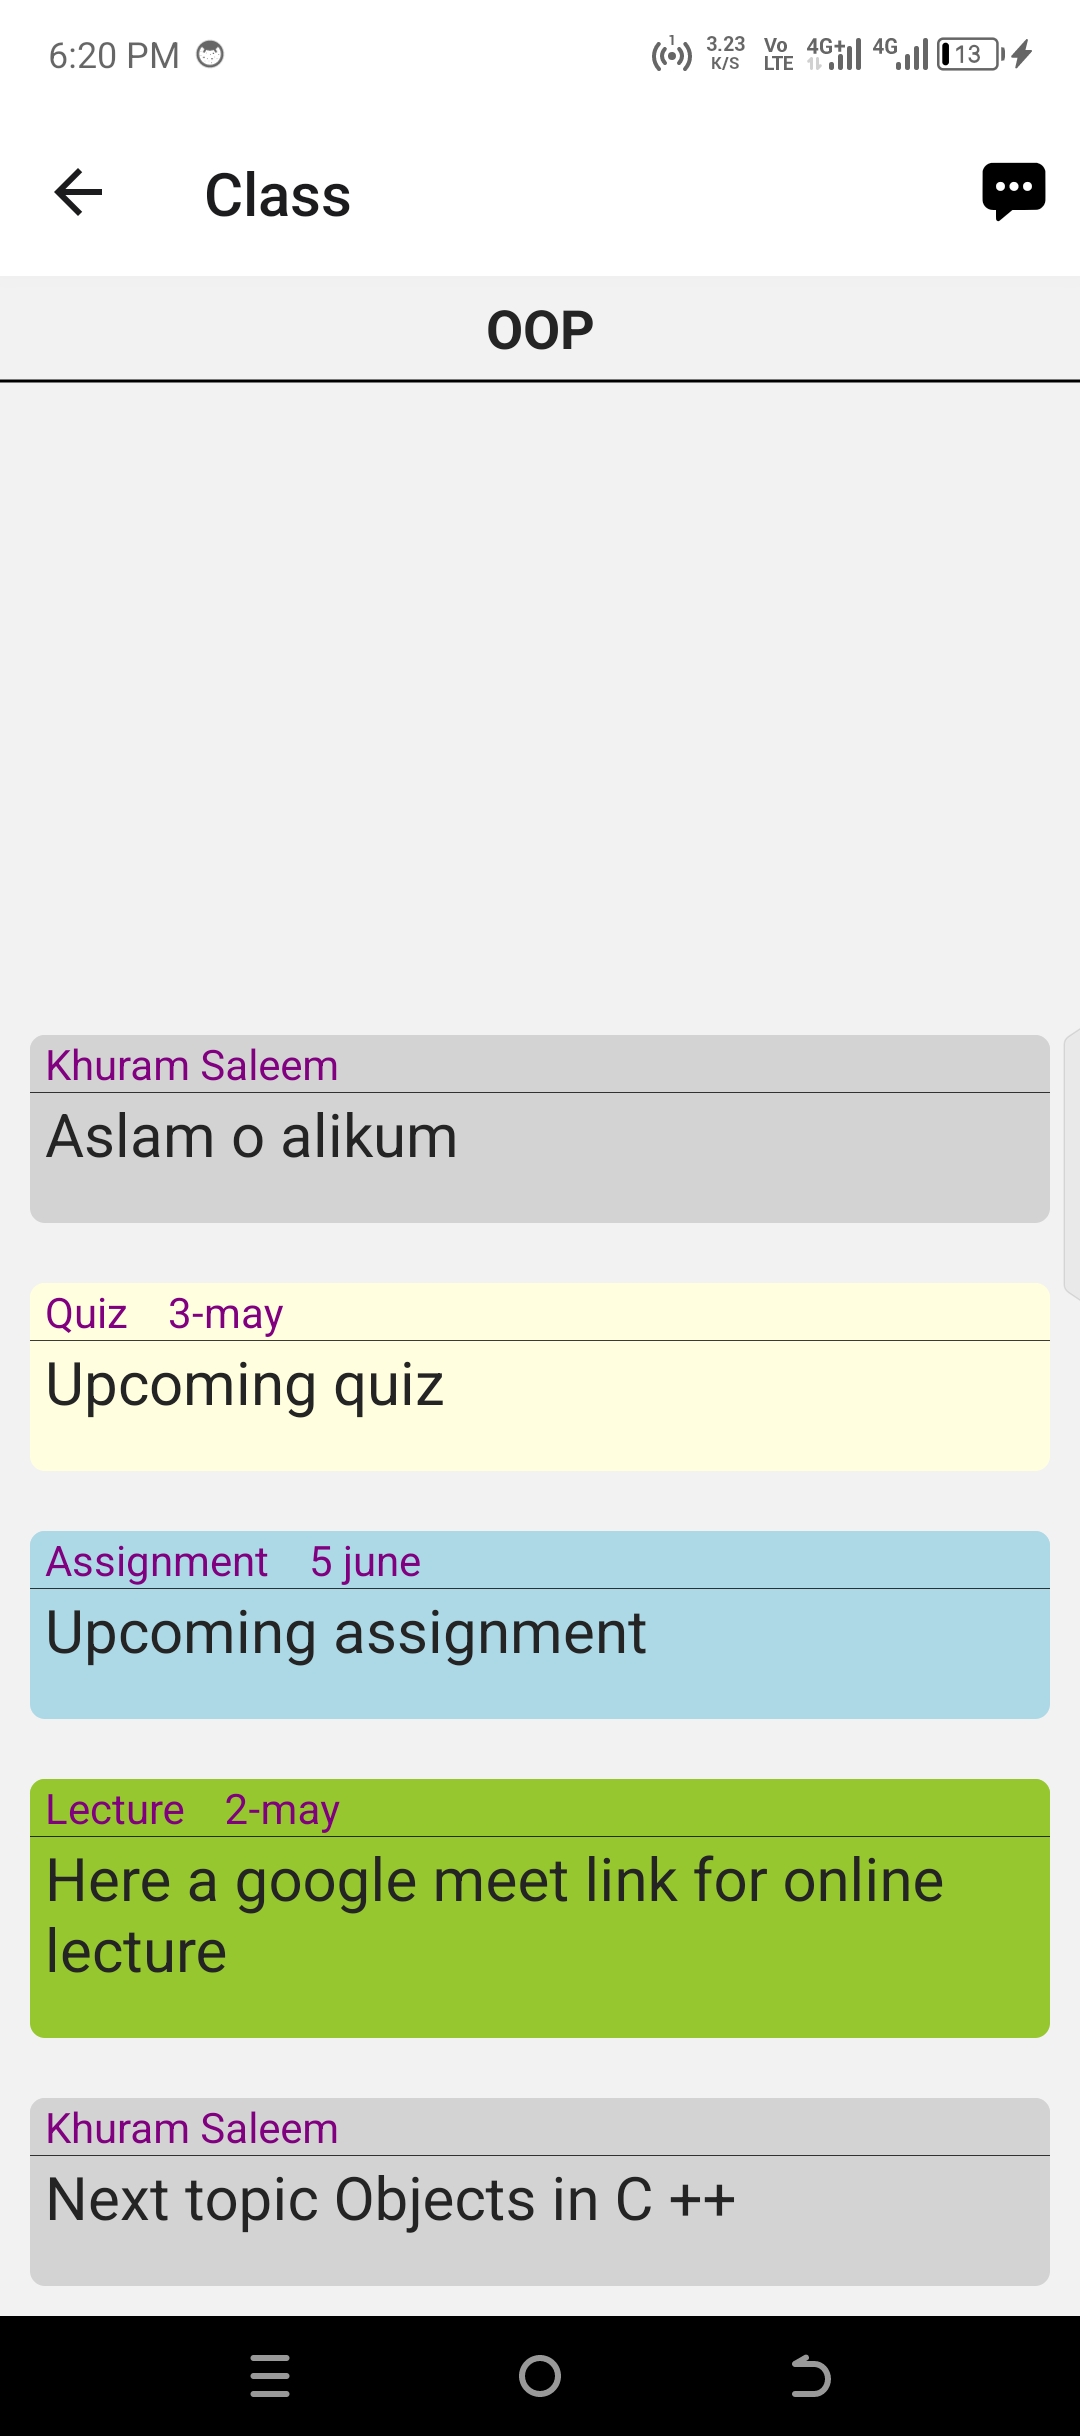 6:20 PM
1 3.23 K/S Vo LTE 4G+ 4G 13
Class
OOP
Khuram Saleem
Aslam o alikum
Quiz 3-may
Upcoming quiz
Assignment 5 june
Upcoming assignment
Lecture 2-may
Here a google meet link for online
lecture
Khuram Saleem
Next topic Objects in C ++